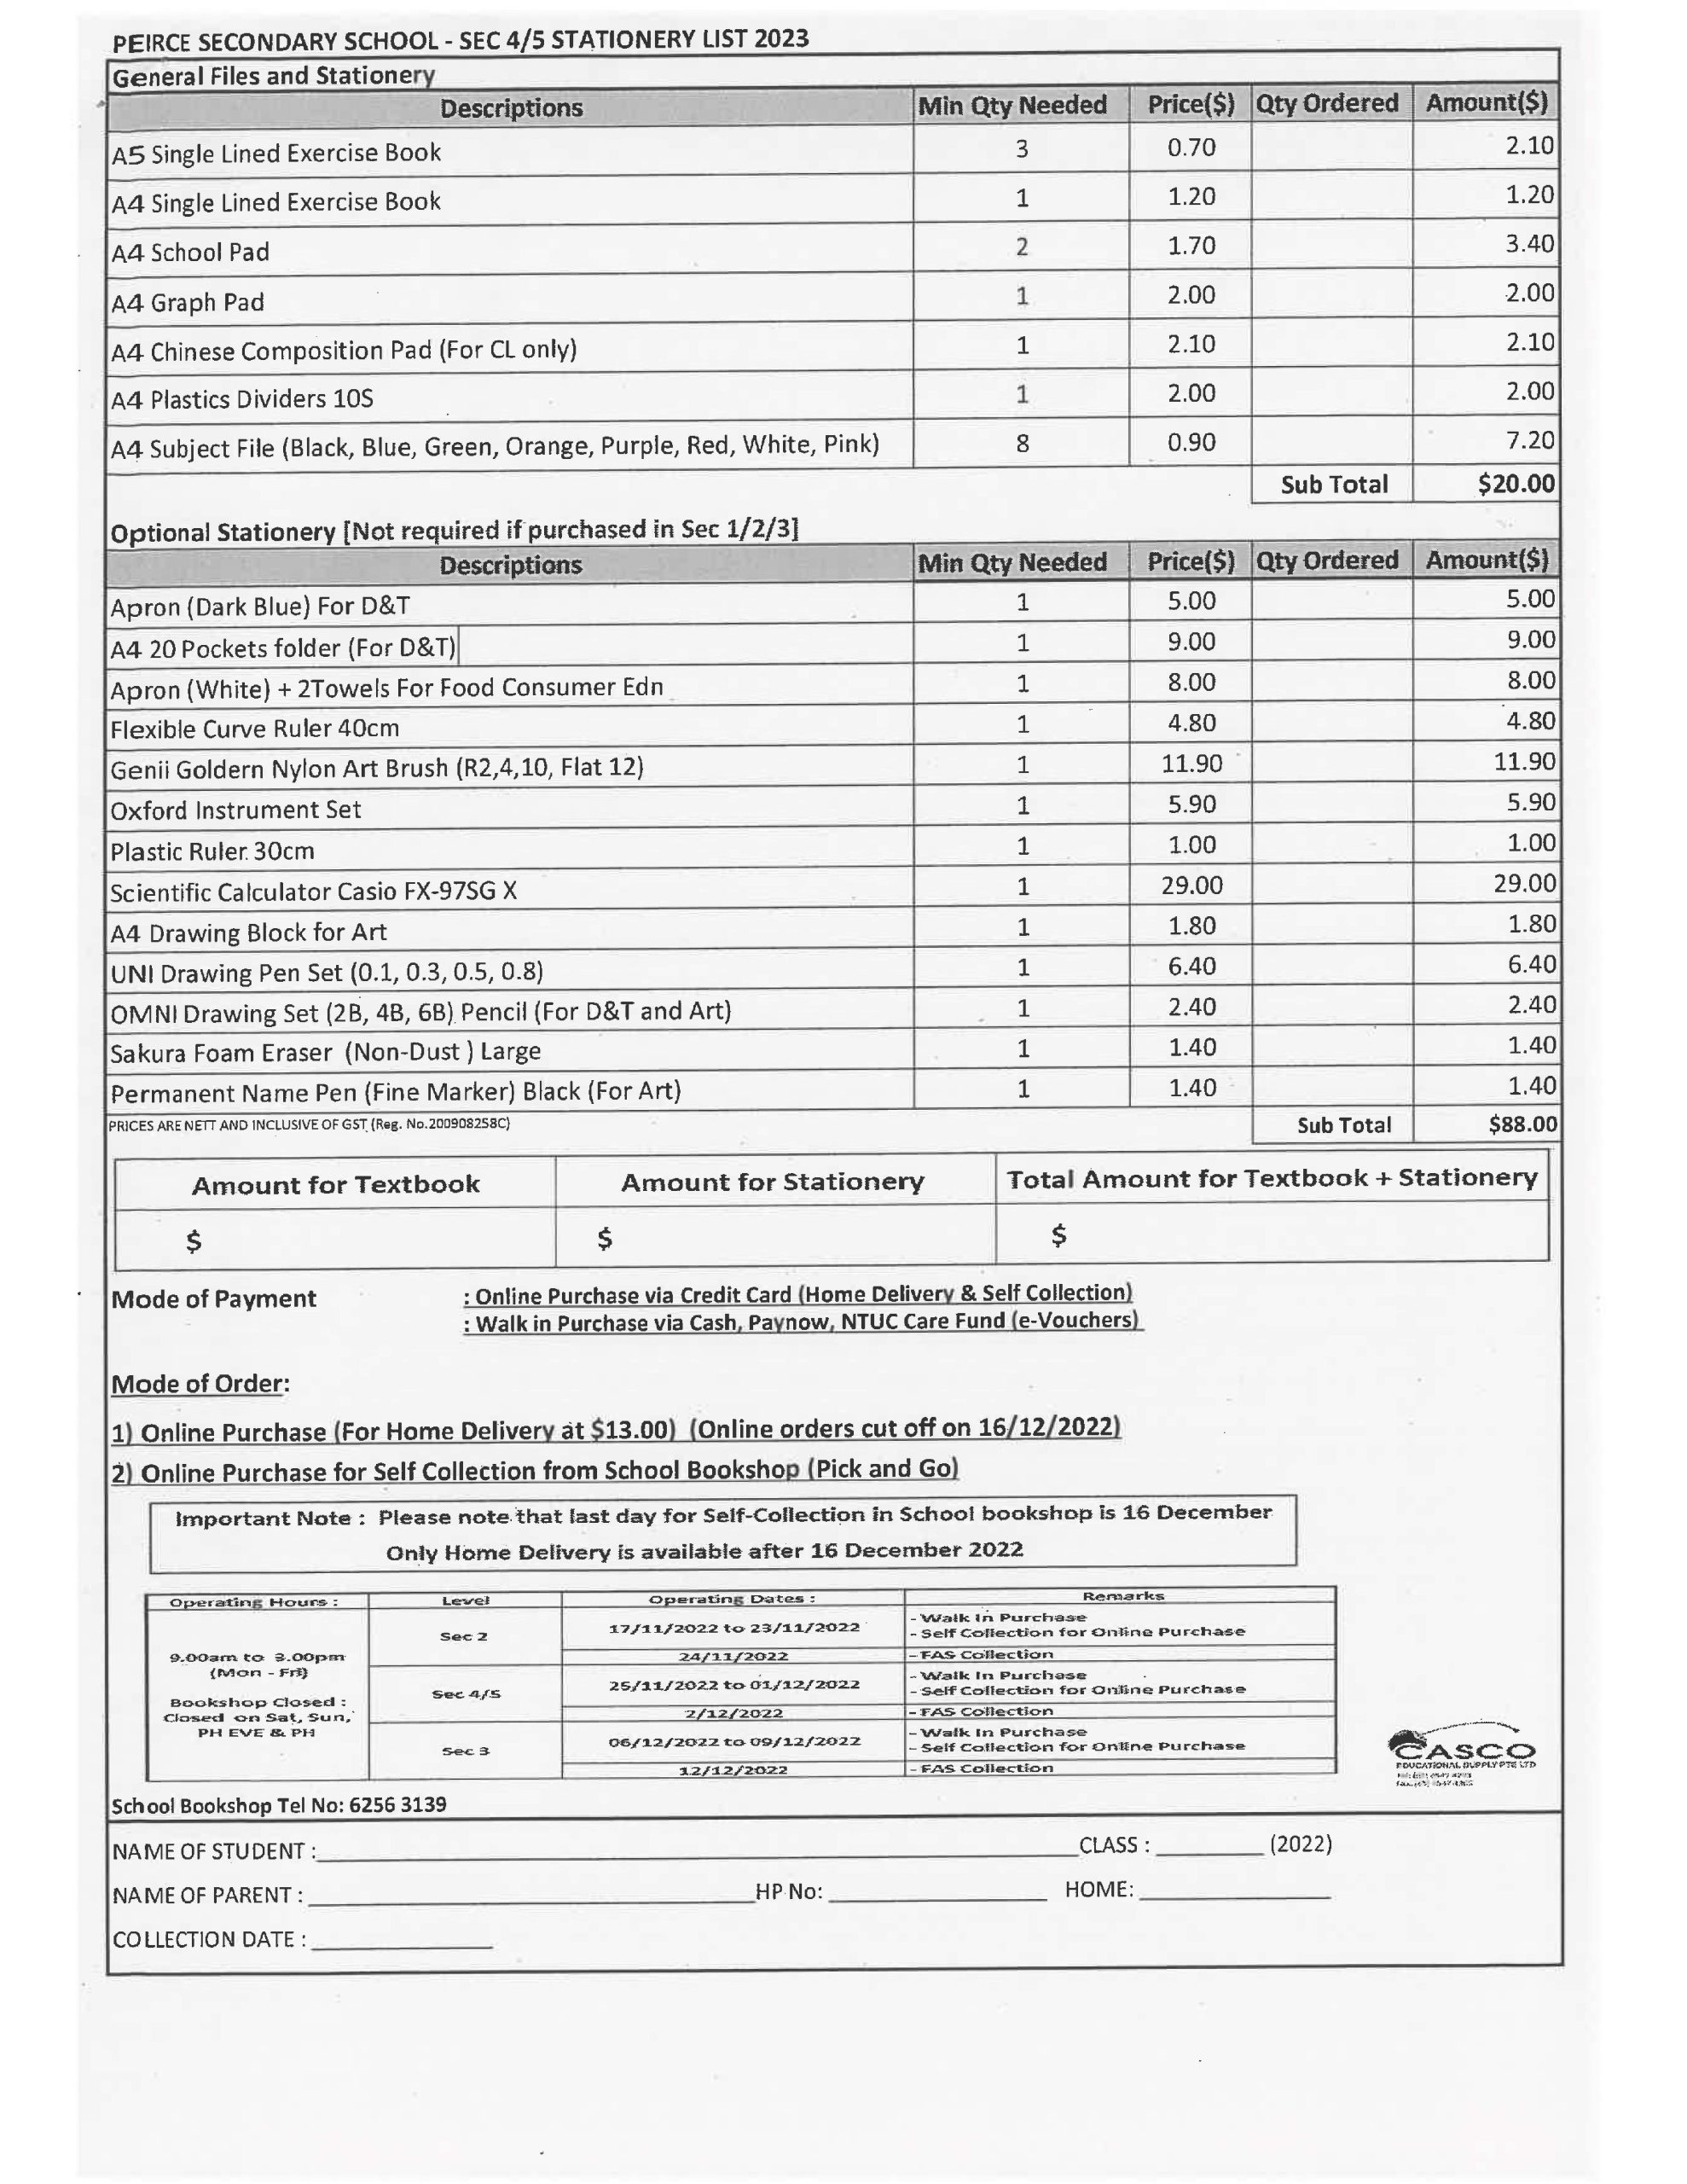 PEIRCE SECONDARY SCHOOL - SEC 4/5 STATIONERY LIST 2023
General Files and Stationery
Descriptions Min Qty Needed Price($) Qty Ordered Amount($)
A5 Single Lined Exercise Book 3 0.70 2.10
A4 Single Lined Exercise Book 1 1.20 1.20
A4 School Pad 2 1.70 3.40
A4 Graph Pad 1 2.00 2.00
A4 Chinese Composition Pad (For CL only) 1 2.10 2.10
A4 Plastics Dividers 10S 1 2.00 2.00
A4 Subject File (Black, Blue, Green, Orange, Purple, Red, White, Pink) 8 0.90 7.20
Sub Total $20.00
Optional Stationery [Not required if purchased in Sec 1/2/3]
Descriptions Min Qty Needed Price($) Qty Ordered Amount($)
Apron (Dark Blue) For D&T 1 5.00 5.00
A4 20 Pockets folder (For D&T) 1 9.00 9.00
Apron (White) + 2Towels For Food Consumer Edn 1 8.00 8.00
Flexible Curve Ruler 40cm 1 4.80 4.80
Genii Goldern Nylon Art Brush (R2,4,10, Flat 12) 1 11.90 11.90
Oxford Instrument Set 1 5.90 5.90
Plastic Ruler 30cm 1 1.00 1.00
Scientific Calculator Casio FX-97SG X 1 29.00 29.00
A4 Drawing Block for Art 1 1.80 1.80
UNI Drawing Pen Set (0.1, 0.3, 0.5, 0.8) 1 6.40 6.40
OMNI Drawing Set (2B, 4B, 6B) Pencil (For D&T and Art) 1 2.40 2.40
Sakura Foam Eraser (Non-Dust ) Large 1 1.40 1.40
Permanent Name Pen (Fine Marker) Black (For Art) 1 1.40 1.40
PRICES ARE NETT AND INCLUSIVE OF GST (Reg. No.200908258C) Sub Total $88.00
Amount for Textbook Amount for Stationery Total Amount for Textbook + Stationery
$ $ $
Mode of Payment : Online Purchase via Credit Card (Home Delivery & Self Collection)
: Walk in Purchase via Cash, Paynow, NTUC Care Fund (e-Vouchers)
Mode of Order:
1) Online Purchase (For Home Delivery at $13.00) (Online orders cut off on 16/12/2022)
2) Online Purchase for Self Collection from School Bookshop (Pick and Go)
Important Note : Please note that last day for Self-Collection in School bookshop is 16 December
Only Home Delivery is available after 16 December 2022
Operating Hours : Level Operating Dates : Remarks
9.00am to 3.00pm
(Mon - Fri)
Bookshop Closed :
Closed on Sat, Sun,
PH EVE & PH
Sec 2 17/11/2022 to 23/11/2022 - Walk In Purchase
- Self Collection for Online Purchase
24/11/2022 - FAS Collection
Sec 4/5 25/11/2022 to 01/12/2022 - Walk In Purchase
- Self Collection for Online Purchase
2/12/2022 - FAS Collection
Sec 3 06/12/2022 to 09/12/2022 - Walk In Purchase
- Self Collection for Online Purchase
12/12/2022 - FAS Collection
CASCO
EDUCATIONAL SUPPLY PTE LTD
School Bookshop Tel No: 6256 3139
NAME OF STUDENT : CLASS : (2022)
NAME OF PARENT : HP No: HOME:
COLLECTION DATE :